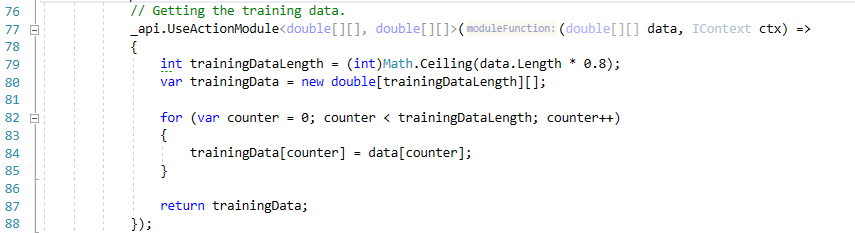 76 // Getting the training data.
77 _api.UseActionModule<double[][], double[][]>(moduleFunction:(double[][] data, IContext ctx) =>
78 {
79 int trainingDataLength = (int)Math.Ceiling(data.Length * 0.8);
80 var trainingData = new double[trainingDataLength][];
81
82 for (var counter = 0; counter < trainingDataLength; counter++)
83 {
84 trainingData[counter] = data[counter];
85 }
86
87 return trainingData;
88 });